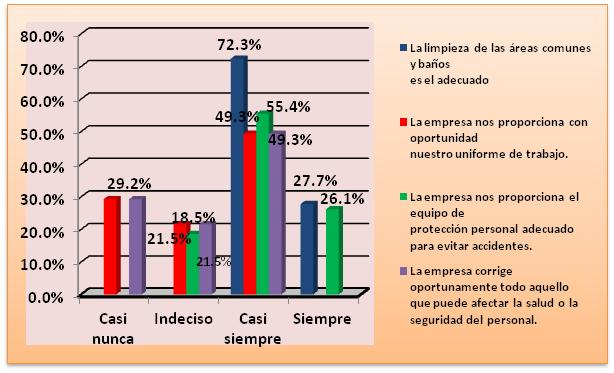 80.0%
70.0%
60.0%
50.0%
40.0%
30.0%
20.0%
10.0%
0.0%
29.2%
21.5%
18.5%
21.5%
72.3%
49.3%
55.4%
49.3%
27.7%
26.1%
Casi
nunca
Indeciso
Casi
siempre
Siempre
La limpieza de las áreas comunes
y baños
es el adecuado
La empresa nos proporciona con
oportunidad
nuestro uniforme de trabajo.
La empresa nos proporciona el
equipo de
protección personal adecuado
para evitar accidentes.
La empresa corrige
oportunamente todo aquello
que puede afectar la salud o la
seguridad del personal.